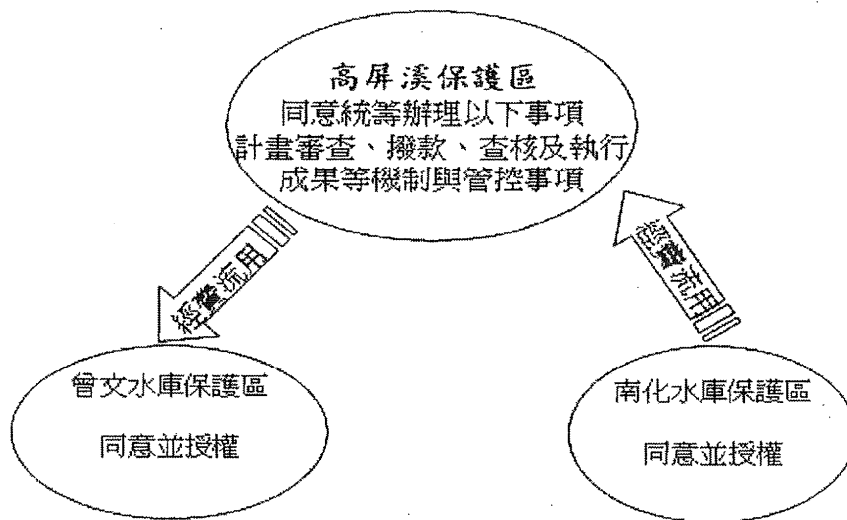 高屏溪保護區
同意統籌辦理以下事項
計畫審查、撥款、查核及執行
成果等機制與管控事項
經費流用
經費流用
曾文水庫保護區
同意並授權
南化水庫保護區
同意並授權